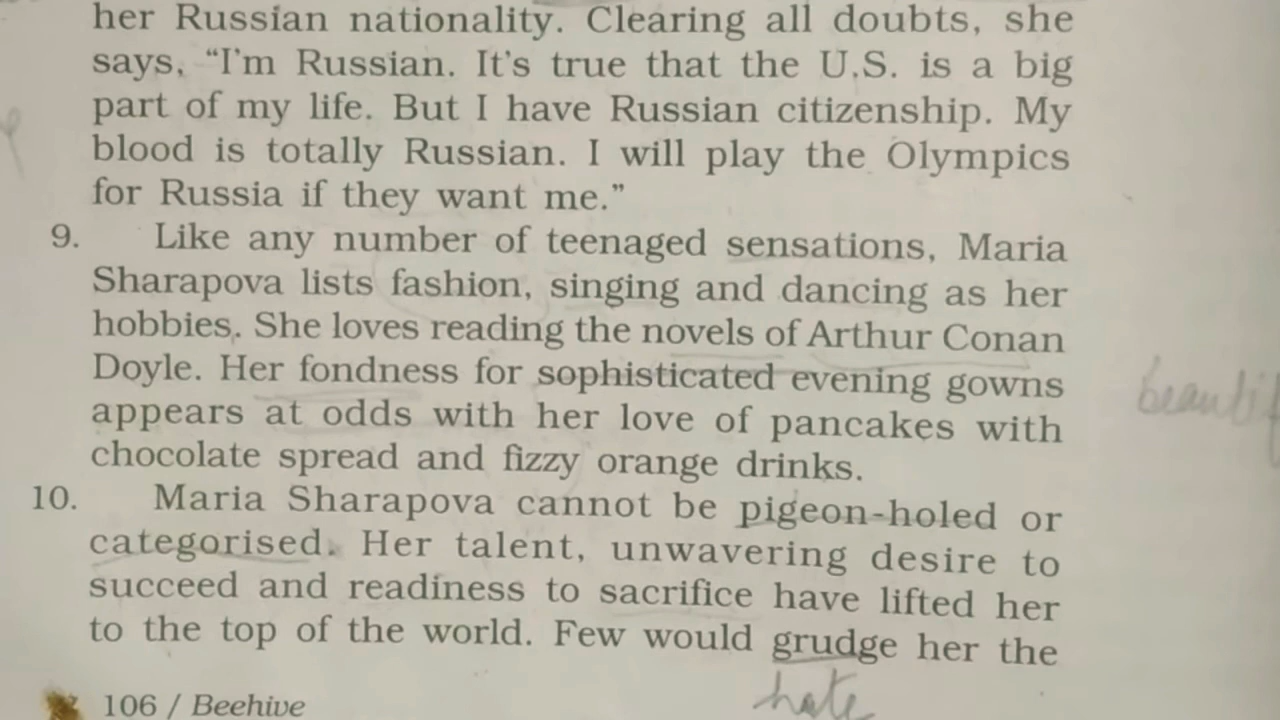 her Russian nationality. Clearing all doubts, she
says, “I’m Russian. It’s true that the U.S. is a big
part of my life. But I have Russian citizenship. My
blood is totally Russian. I will play the Olympics
for Russia if they want me.”
9. Like any number of teenaged sensations, Maria
Sharapova lists fashion, singing and dancing as her
hobbies. She loves reading the novels of Arthur Conan
Doyle. Her fondness for sophisticated evening gowns
appears at odds with her love of pancakes with
chocolate spread and fizzy orange drinks.
10. Maria Sharapova cannot be pigeon-holed or
categorised. Her talent, unwavering desire to
succeed and readiness to sacrifice have lifted her
to the top of the world. Few would grudge her the
hate
106 / Beehive